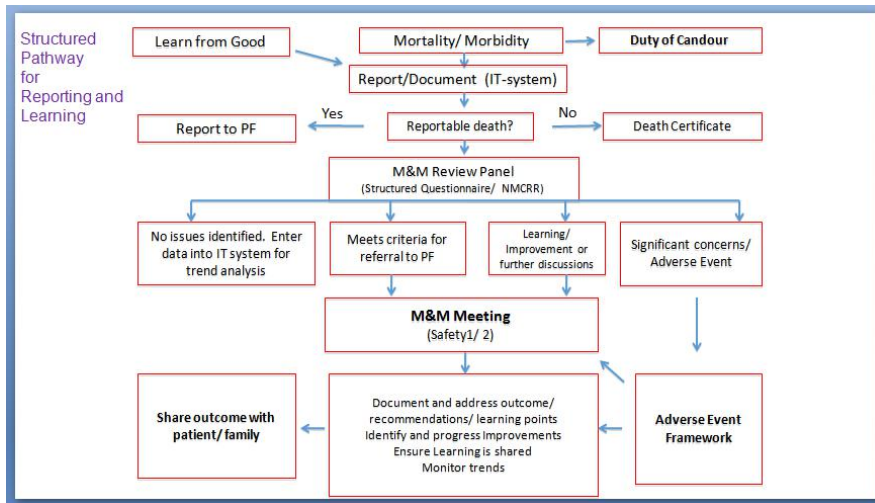 Structured
Pathway
for
Reporting and
Learning
Learn from Good
Mortality/ Morbidity
Duty of Candour
Report/Document (IT-system)
Yes
No
Report to PF
Reportable death?
Death Certificate
M&M Review Panel
(Structured Questionnaire/ NMCRR)
No issues identified. Enter
data into IT system for
trend analysis
Meets criteria for
referral to PF
Learning/
Improvement or
further discussions
Significant concerns/
Adverse Event
M&M Meeting
(Safety1/ 2)
Share outcome with
patient/ family
Document and address outcome/
recommendations/ learning points
Identify and progress Improvements
Ensure Learning is shared
Monitor trends
Adverse Event
Framework